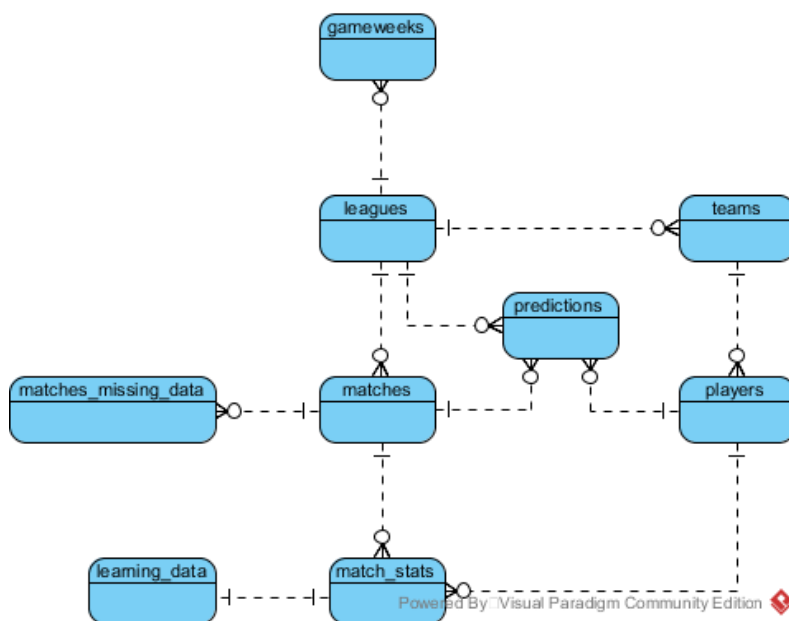 gameweeks
leagues
teams
predictions
matches_missing_data
matches
players
learning_data
match_stats
Powered By Visual Paradigm Community Edition